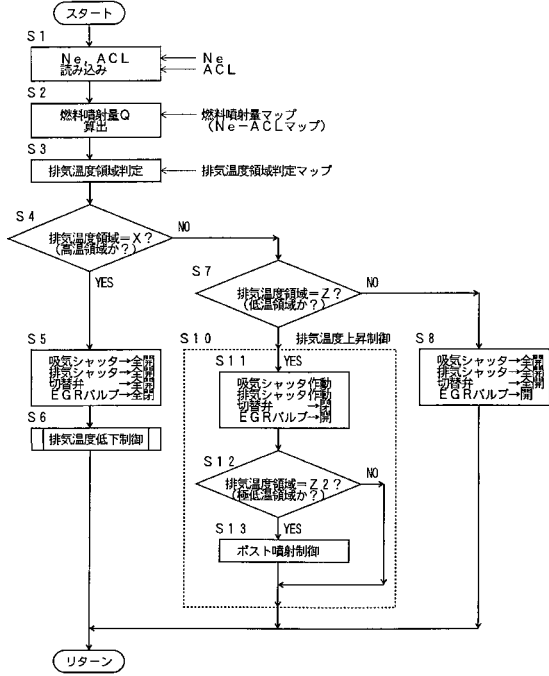 スタート
S1
Ne, ACL
読み込み
Ne
ACL
S2
燃料噴射量Q
算出
燃料噴射量マップ
(Ne−ACLマップ)
S3
排気温度領域判定
排気温度領域判定マップ
S4
排気温度領域=X?
(高温領域か?)
NO
YES
S7
排気温度領域=Z?
(低温領域か?)
NO
S5
吸気シャッタ→全開
排気シャッタ→全開
切替弁 →全開
EGRバルブ→全閉
S6
排気温度低下制御
S10
排気温度上昇制御
S11
YES
吸気シャッタ作動
排気シャッタ作動
切替弁 →閉
EGRバルブ→開
S8
吸気シャッタ→全開
排気シャッタ→全開
切替弁 →全開
EGRバルブ→開
S12
排気温度領域=Z2?
(極低温領域か?)
NO
S13
YES
ポスト噴射制御
リターン